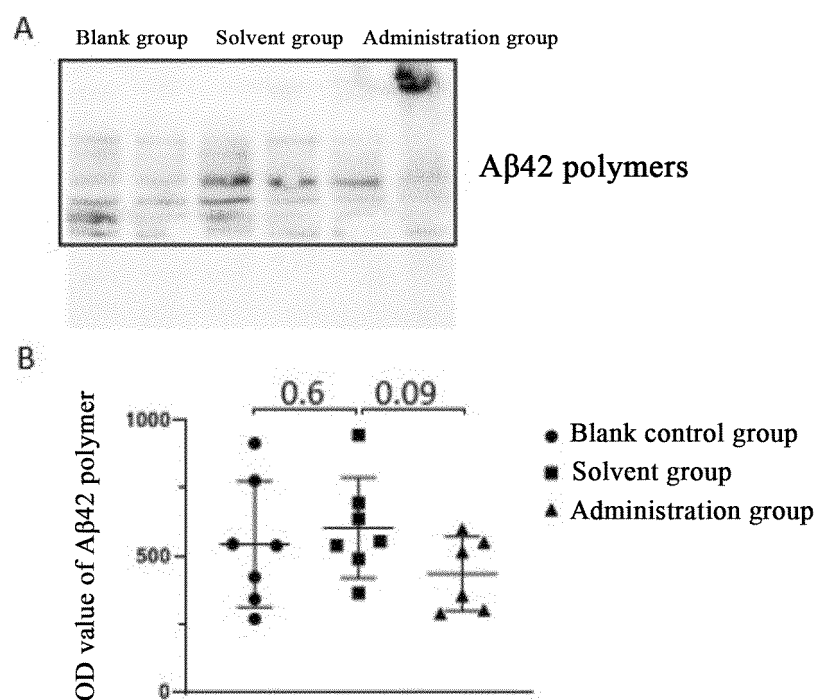 A
Blank group Solvent group Administration group
Aβ42 polymers
B
0.6 0.09
OD value of Aβ42 polymer
1000
500
0
Blank control group
Solvent group
Administration group